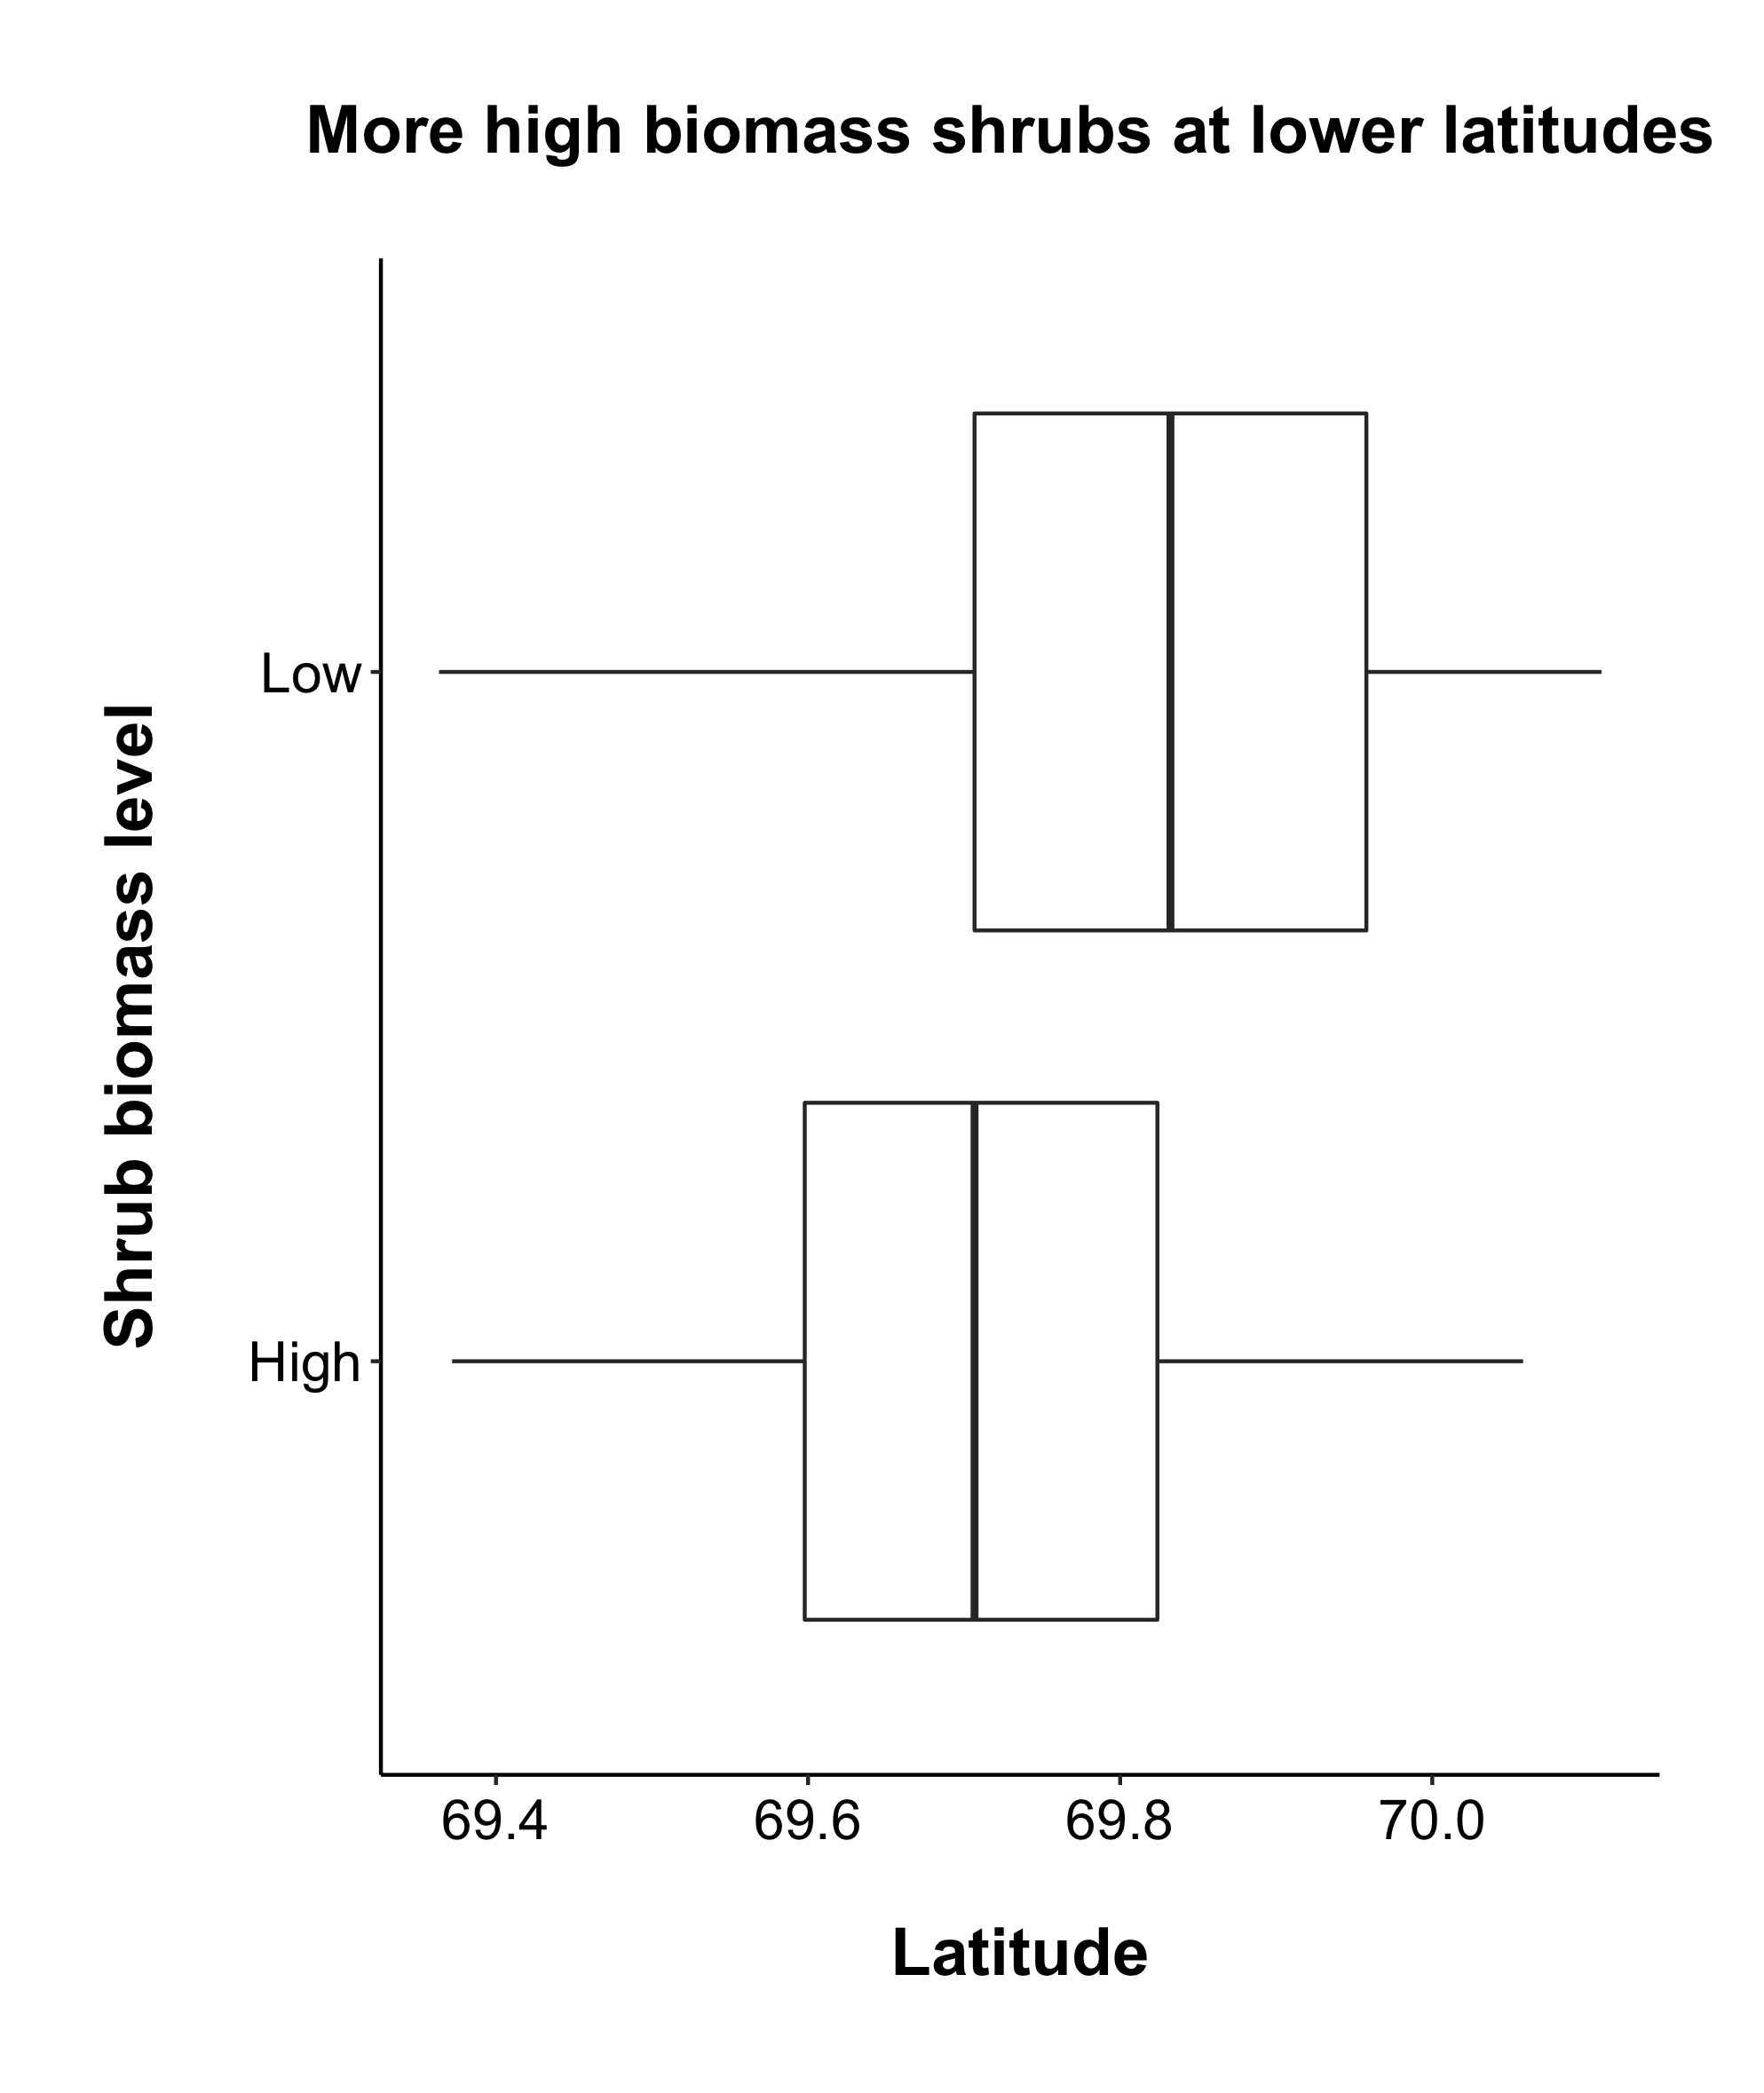 More high biomass shrubs at lower latitudes
Shrub biomass level
Low
High
69.4 69.6 69.8 70.0
Latitude